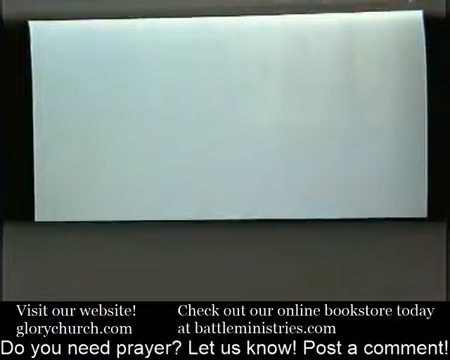 Visit our website!
glorychurch.com
Check out our online bookstore today
at battleministries.com
Do you need prayer? Let us know! Post a comment!